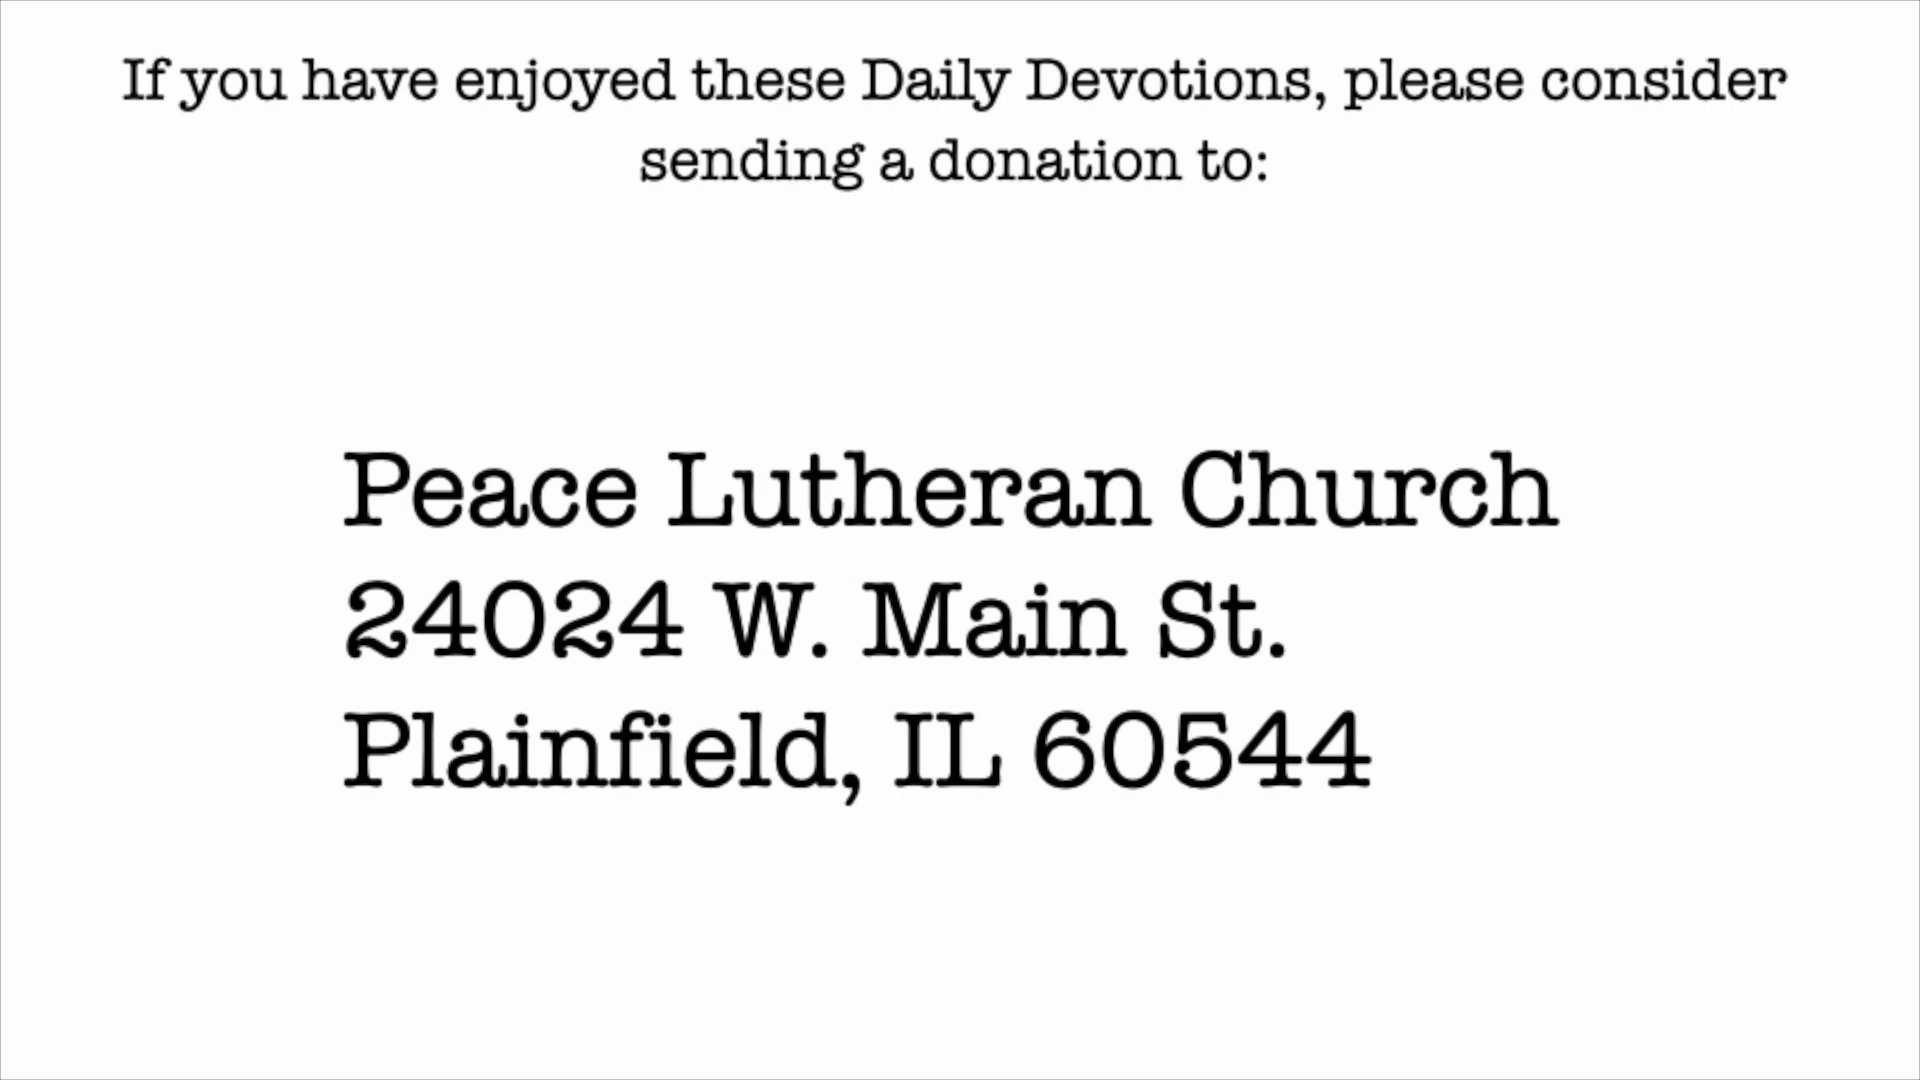 If you have enjoyed these Daily Devotions, please consider
sending a donation to:
Peace Lutheran Church
24024 W. Main St.
Plainfield, IL 60544